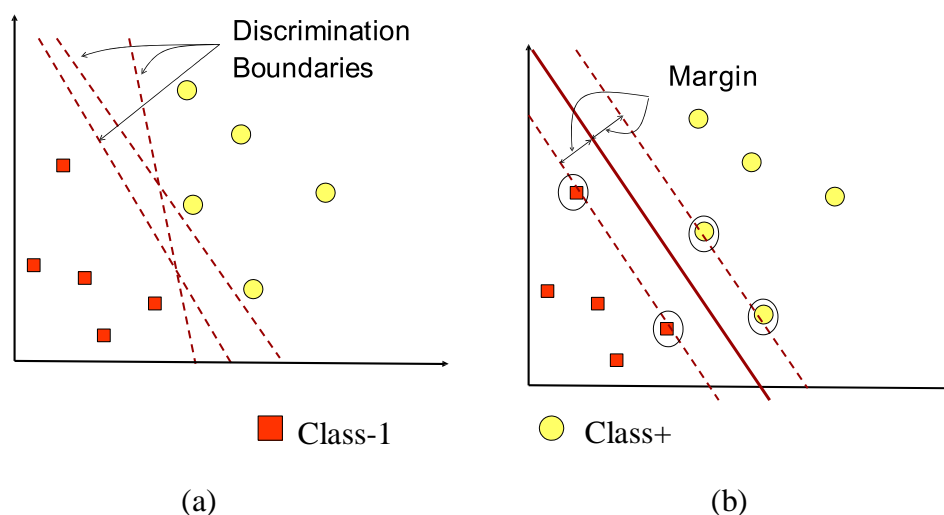 Discrimination
Boundaries
Margin
Class-1
Class+
(a)
(b)